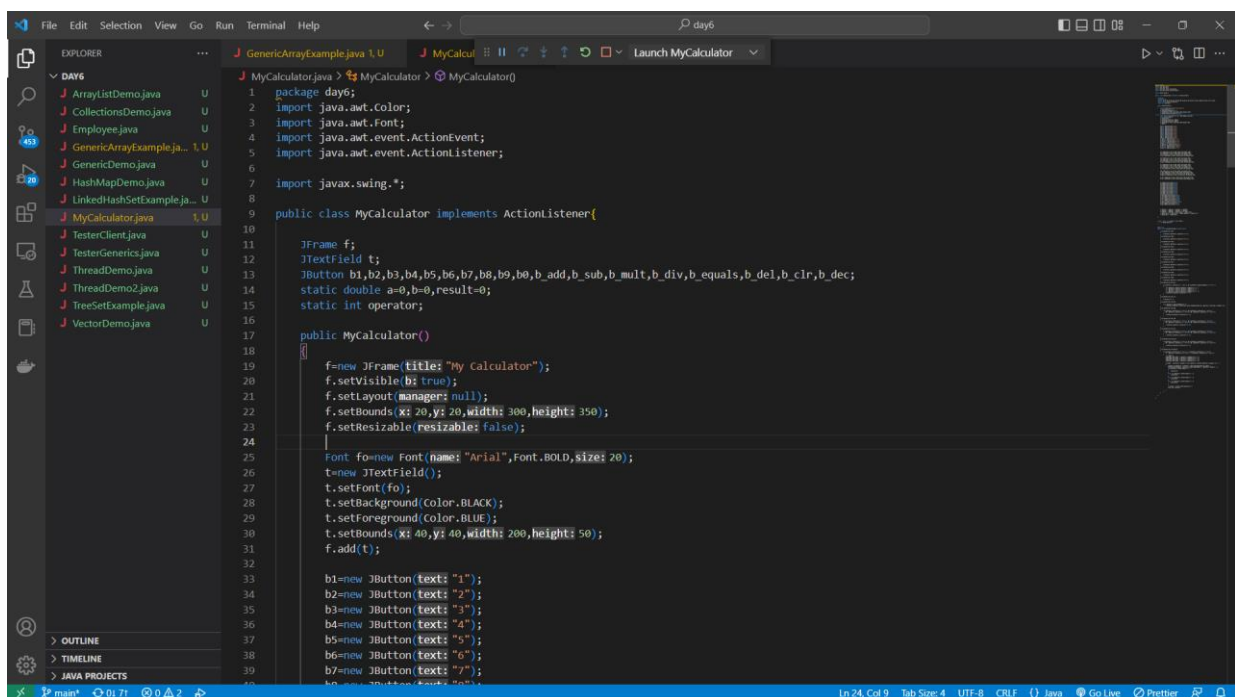 File Edit Selection View Go Run Terminal Help
day6
EXPLORER
GenericArrayExample.java 1, U
MyCalcul
Launch MyCalculator
DAY6
ArrayListDemo.java U
CollectionsDemo.java U
Employee.java U
GenericArrayExample.ja... 1, U
GenericDemo.java U
HashMapDemo.java U
LinkedHashSetExample.ja... U
MyCalculator.java 1, U
TesterClient.java U
TesterGenerics.java U
ThreadDemo.java U
ThreadDemo2.java U
TreeSetExample.java U
VectorDemo.java U
OUTLINE
TIMELINE
JAVA PROJECTS
453
20
MyCalculator.java > MyCalculator > MyCalculator()
1 package day6;
2 import java.awt.Color;
3 import java.awt.Font;
4 import java.awt.event.ActionEvent;
5 import java.awt.event.ActionListener;
6
7 import javax.swing.*;
8
9 public class MyCalculator implements ActionListener{
10
11 JFrame f;
12 JTextField t;
13 JButton b1,b2,b3,b4,b5,b6,b7,b8,b9,b0,b_add,b_sub,b_mult,b_div,b_equals,b_del,b_clr,b_dec;
14 static double a=0,b=0,result=0;
15 static int operator;
16
17 public MyCalculator()
18 {
19 f=new JFrame(title: "My Calculator");
20 f.setVisible(b: true);
21 f.setLayout(manager: null);
22 f.setBounds(x: 20,y: 20,width: 300,height: 350);
23 f.setResizable(resizable: false);
24
25 Font fo=new Font(name: "Arial",Font.BOLD,size: 20);
26 t=new JTextField();
27 t.setFont(fo);
28 t.setBackground(Color.BLACK);
29 t.setForeground(Color.BLUE);
30 t.setBounds(x: 40,y: 40,width: 200,height: 50);
31 f.add(t);
32
33 b1=new JButton(text: "1");
34 b2=new JButton(text: "2");
35 b3=new JButton(text: "3");
36 b4=new JButton(text: "4");
37 b5=new JButton(text: "5");
38 b6=new JButton(text: "6");
39 b7=new JButton(text: "7");
main* 0↓ 7↑ 0 2
Ln 24, Col 9 Tab Size: 4 UTF-8 CRLF {} Java Go Live Prettier